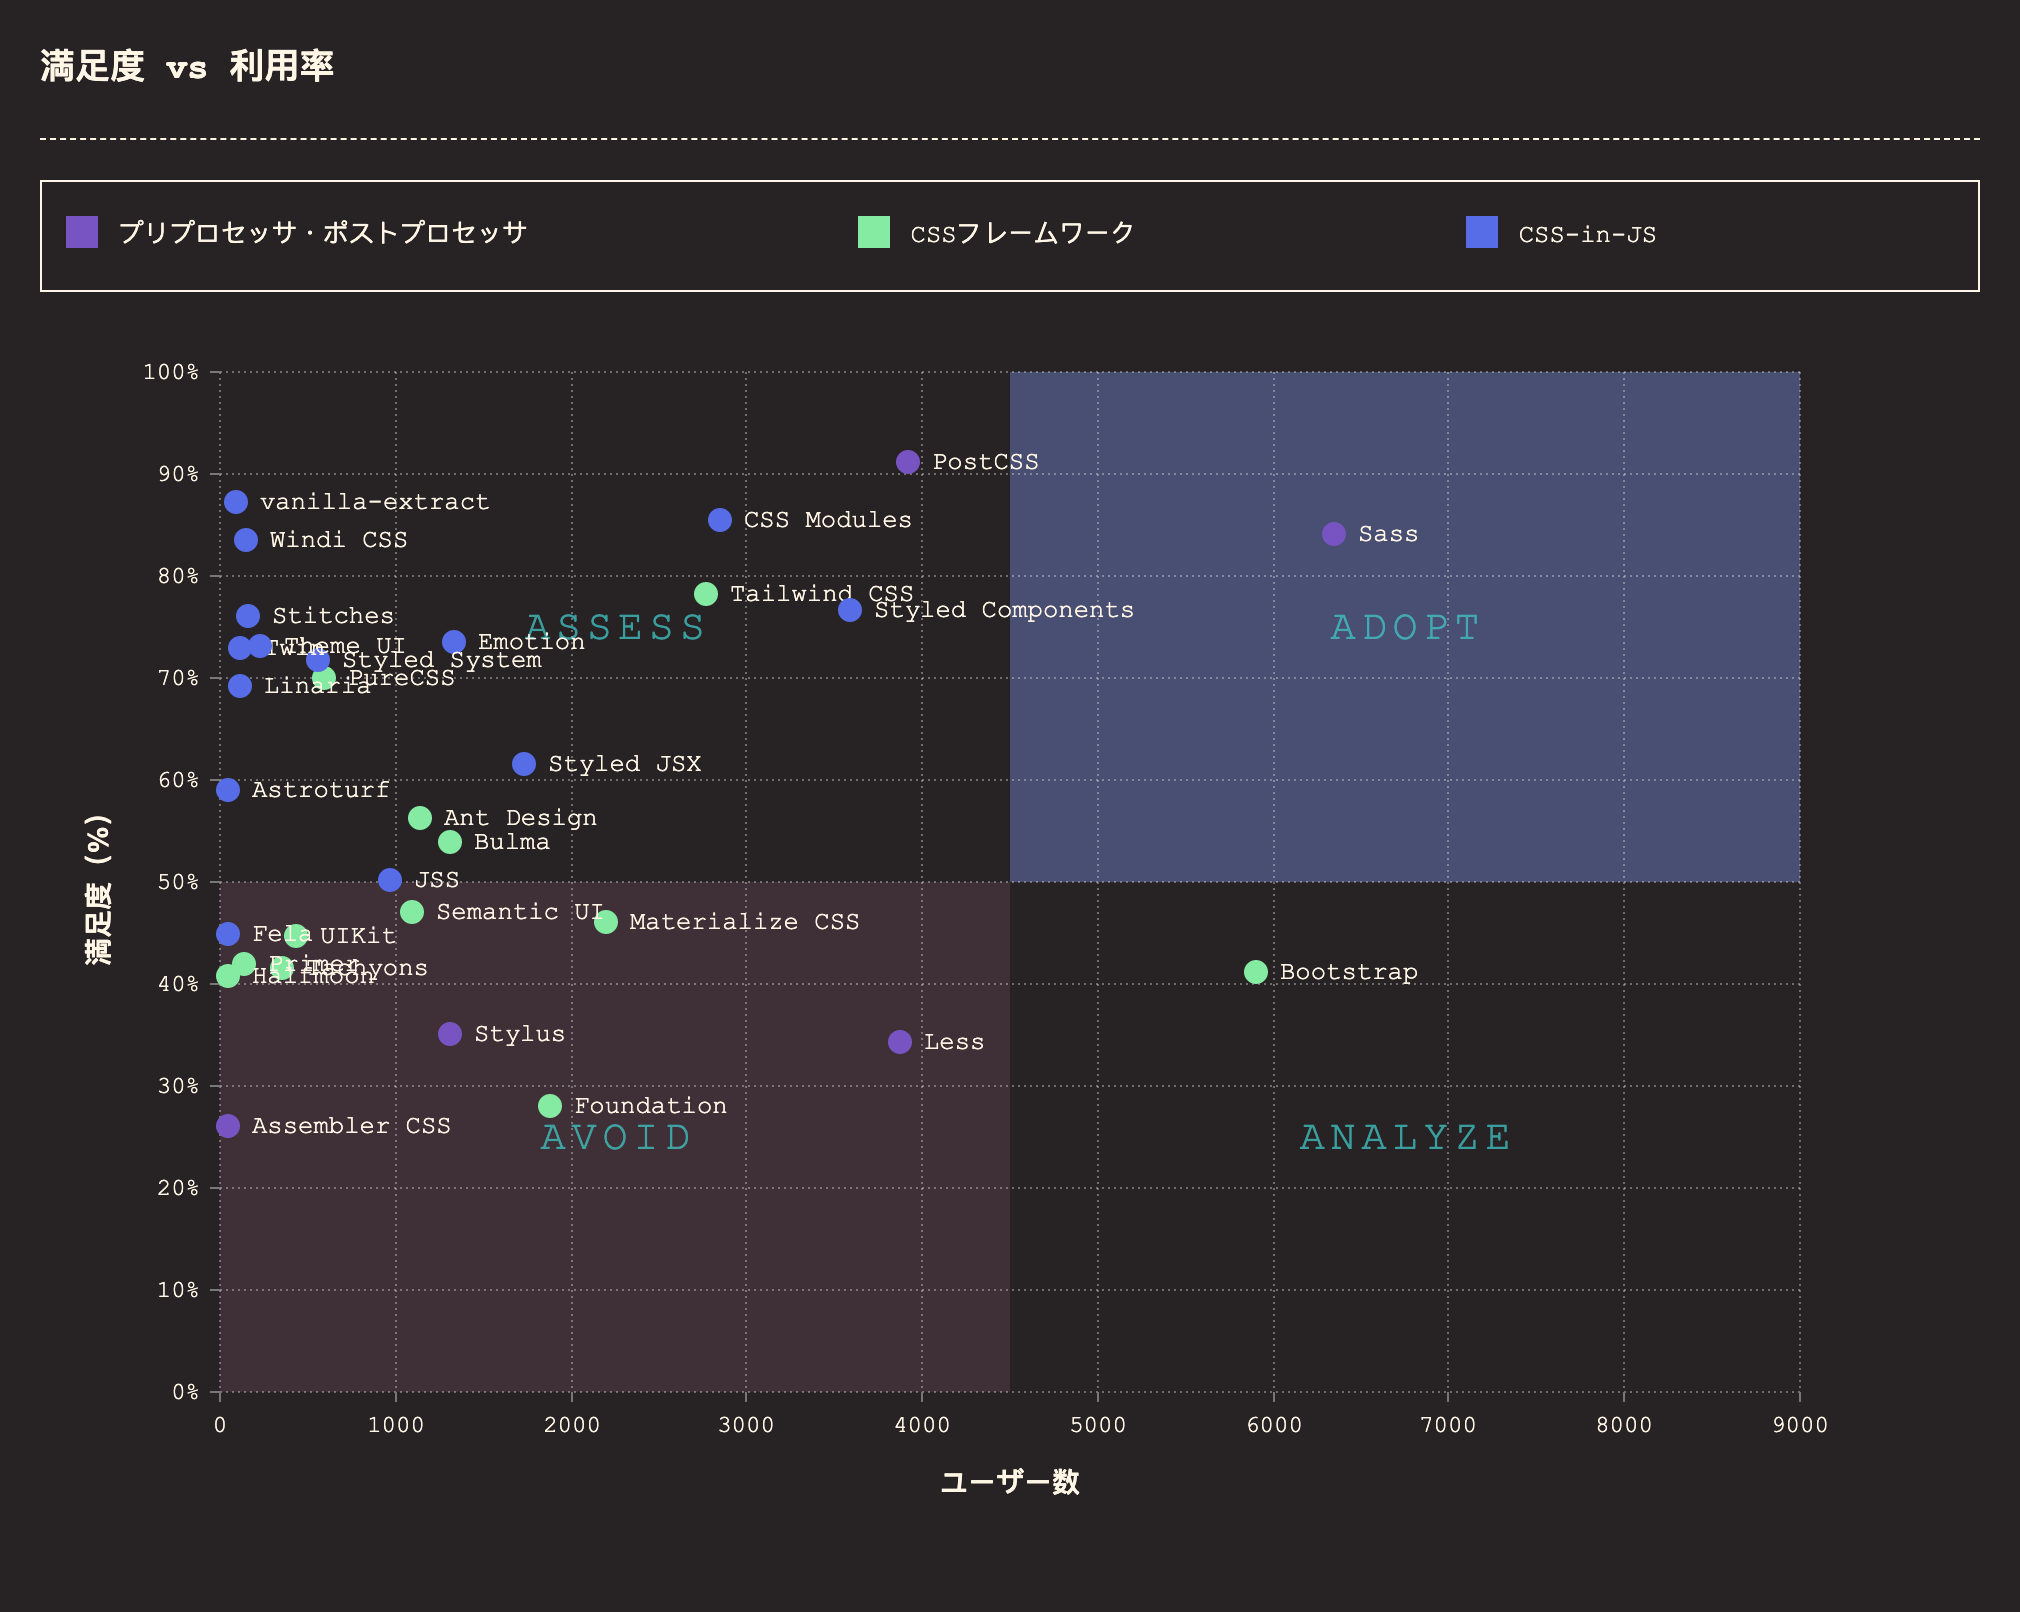 満足度 vs 利用率
プリプロセッサ・ポストプロセッサ
CSSフレームワーク
CSS-in-JS
100%
90%
80%
70%
60%
50%
40%
30%
20%
10%
0%
満足度 (%)
PostCSS
vanilla-extract
CSS Modules
Windi CSS
Sass
Tailwind CSS
Styled Components
Stitches
ASSESS
ADOPT
Twin
Theme UI
Emotion
Styled System
PureCSS
Linaria
Styled JSX
Astroturf
Ant Design
Bulma
JSS
Semantic UI
Materialize CSS
Fela
UIKit
Primer
Tachyons
Halfmoon
Bootstrap
Stylus
Less
Foundation
Assembler CSS
AVOID
ANALYZE
0
1000
2000
3000
4000
5000
6000
7000
8000
9000
ユーザー数